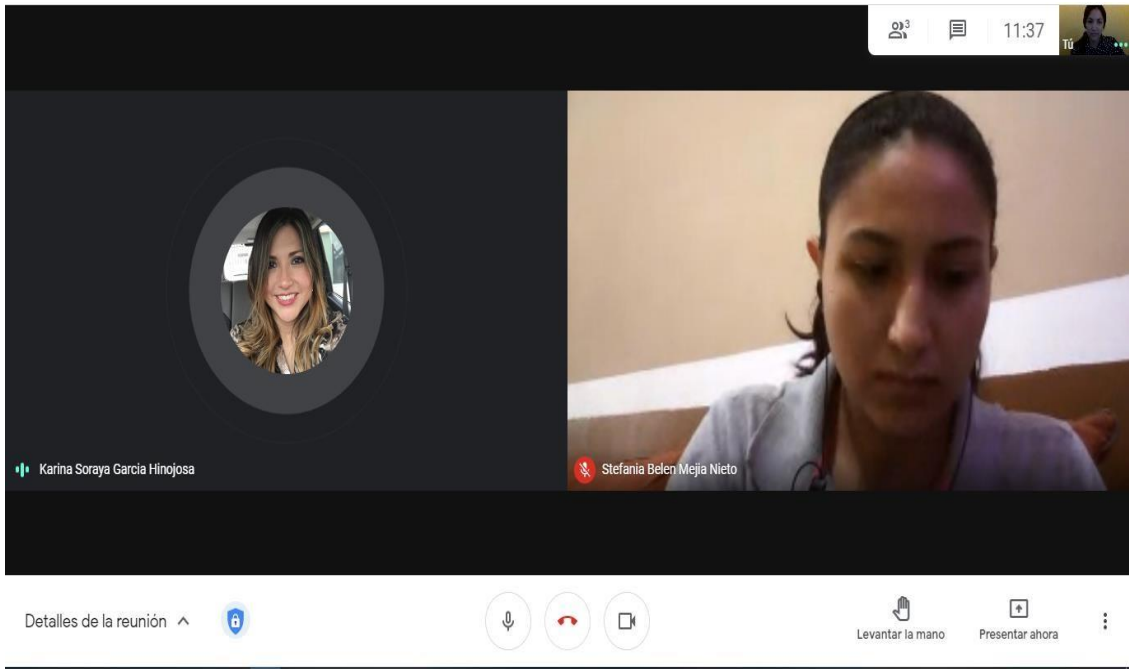 3
11:37
Tú
Karina Soraya Garcia Hinojosa
Stefania Belen Mejia Nieto
Detalles de la reunión
Levantar la mano
Presentar ahora